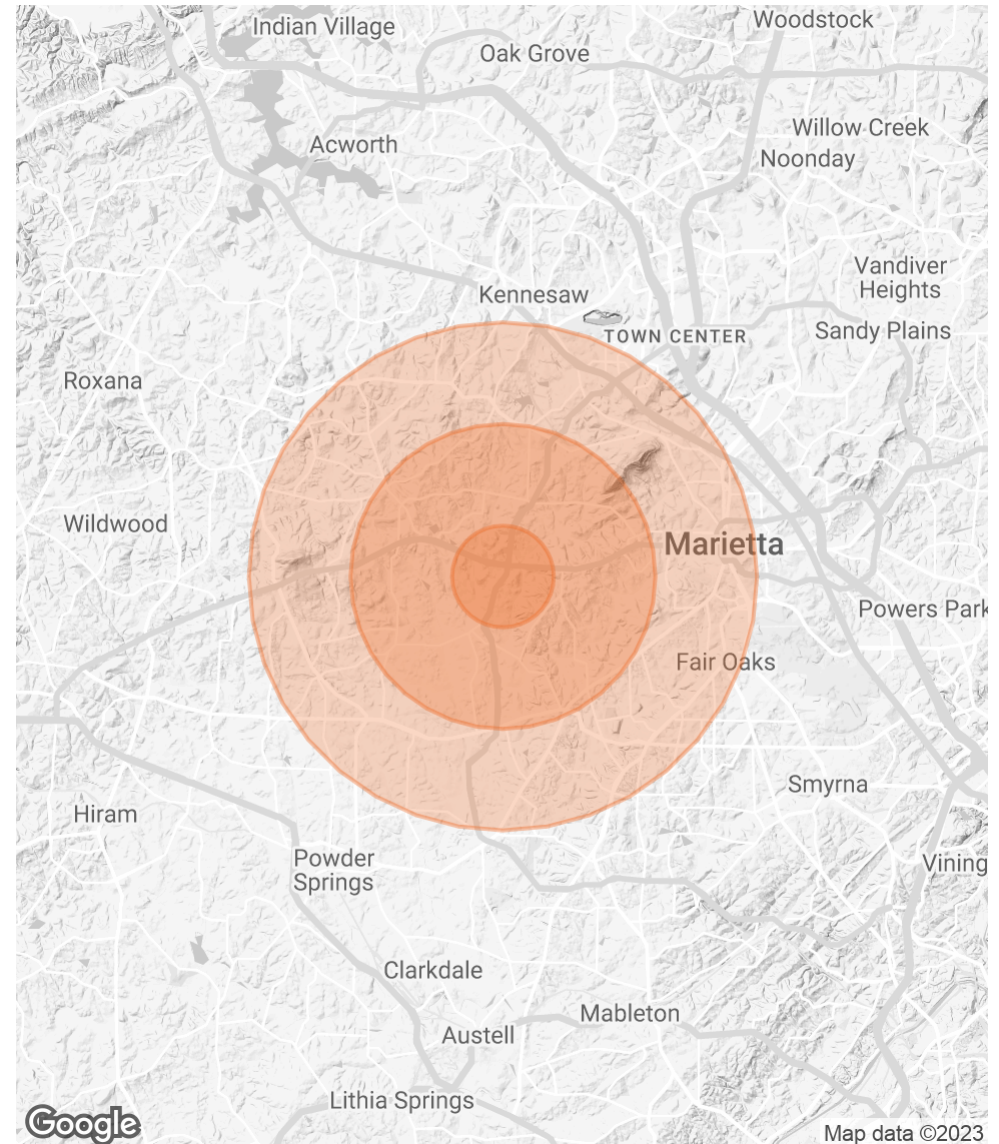 Woodstock
Indian Village
Oak Grove
Willow Creek
Acworth
Noonday
Vandiver
Heights
Kennesaw
TOWN CENTER
Sandy Plains
Roxana
Wildwood
Marietta
Powers Park
Fair Oaks
Smyrna
Hiram
Powder
Springs
Vining
Clarkdale
Mableton
Austell
Lithia Springs
Google
Map data ©2023